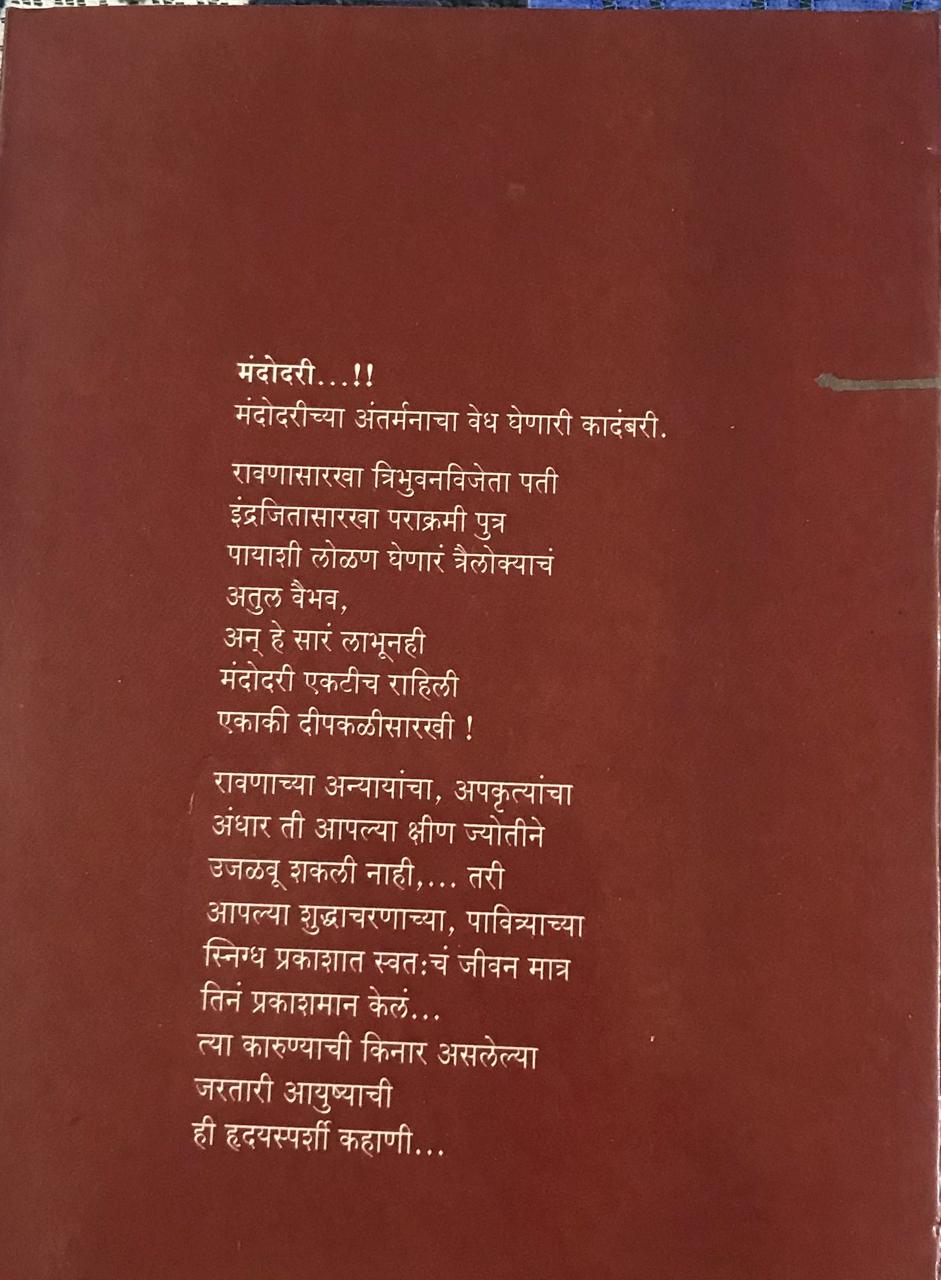 मंदोदरी...!!
मंदोदरीच्या अंतर्मनाचा वेध घेणारी कादंबरी.
रावणासारखा त्रिभुवनविजेता पती
इंद्रजितासारखा पराक्रमी पुत्र
पायाशी लोळण घेणारं त्रैलोक्याचं
अतुल वैभव,
अन् हे सारं लाभूनही
मंदोदरी एकटीच राहिली
एकाकी दीपकळीसारखी !
रावणाच्या अन्यायांचा, अपकृत्यांचा
अंधार ती आपल्या क्षीण ज्योतीने
उजळवू शकली नाही,... तरी
आपल्या शुद्धाचरणाच्या, पावित्र्याच्या
स्निग्ध प्रकाशात स्वतःचं जीवन मात्र
तिनं प्रकाशमान केलं...
त्या कारुण्याची किनार असलेल्या
जरतारी आयुष्याची
ही हृदयस्पर्शी कहाणी...